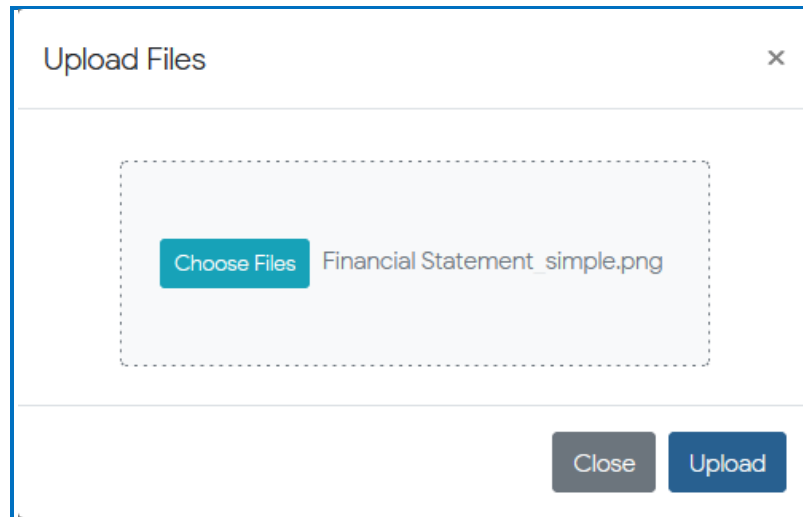 Upload Files
×
Choose Files Financial Statement_simple.png
Close Upload